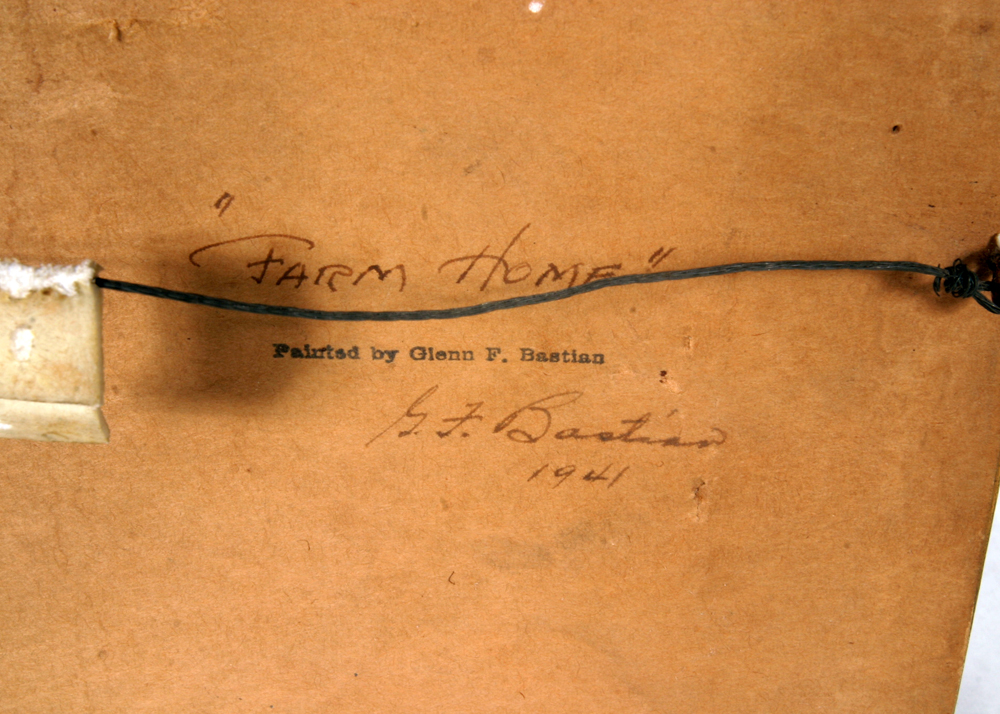 "FARM HOME"
Painted by Glenn F. Bastian
G. F. Bastian
1941